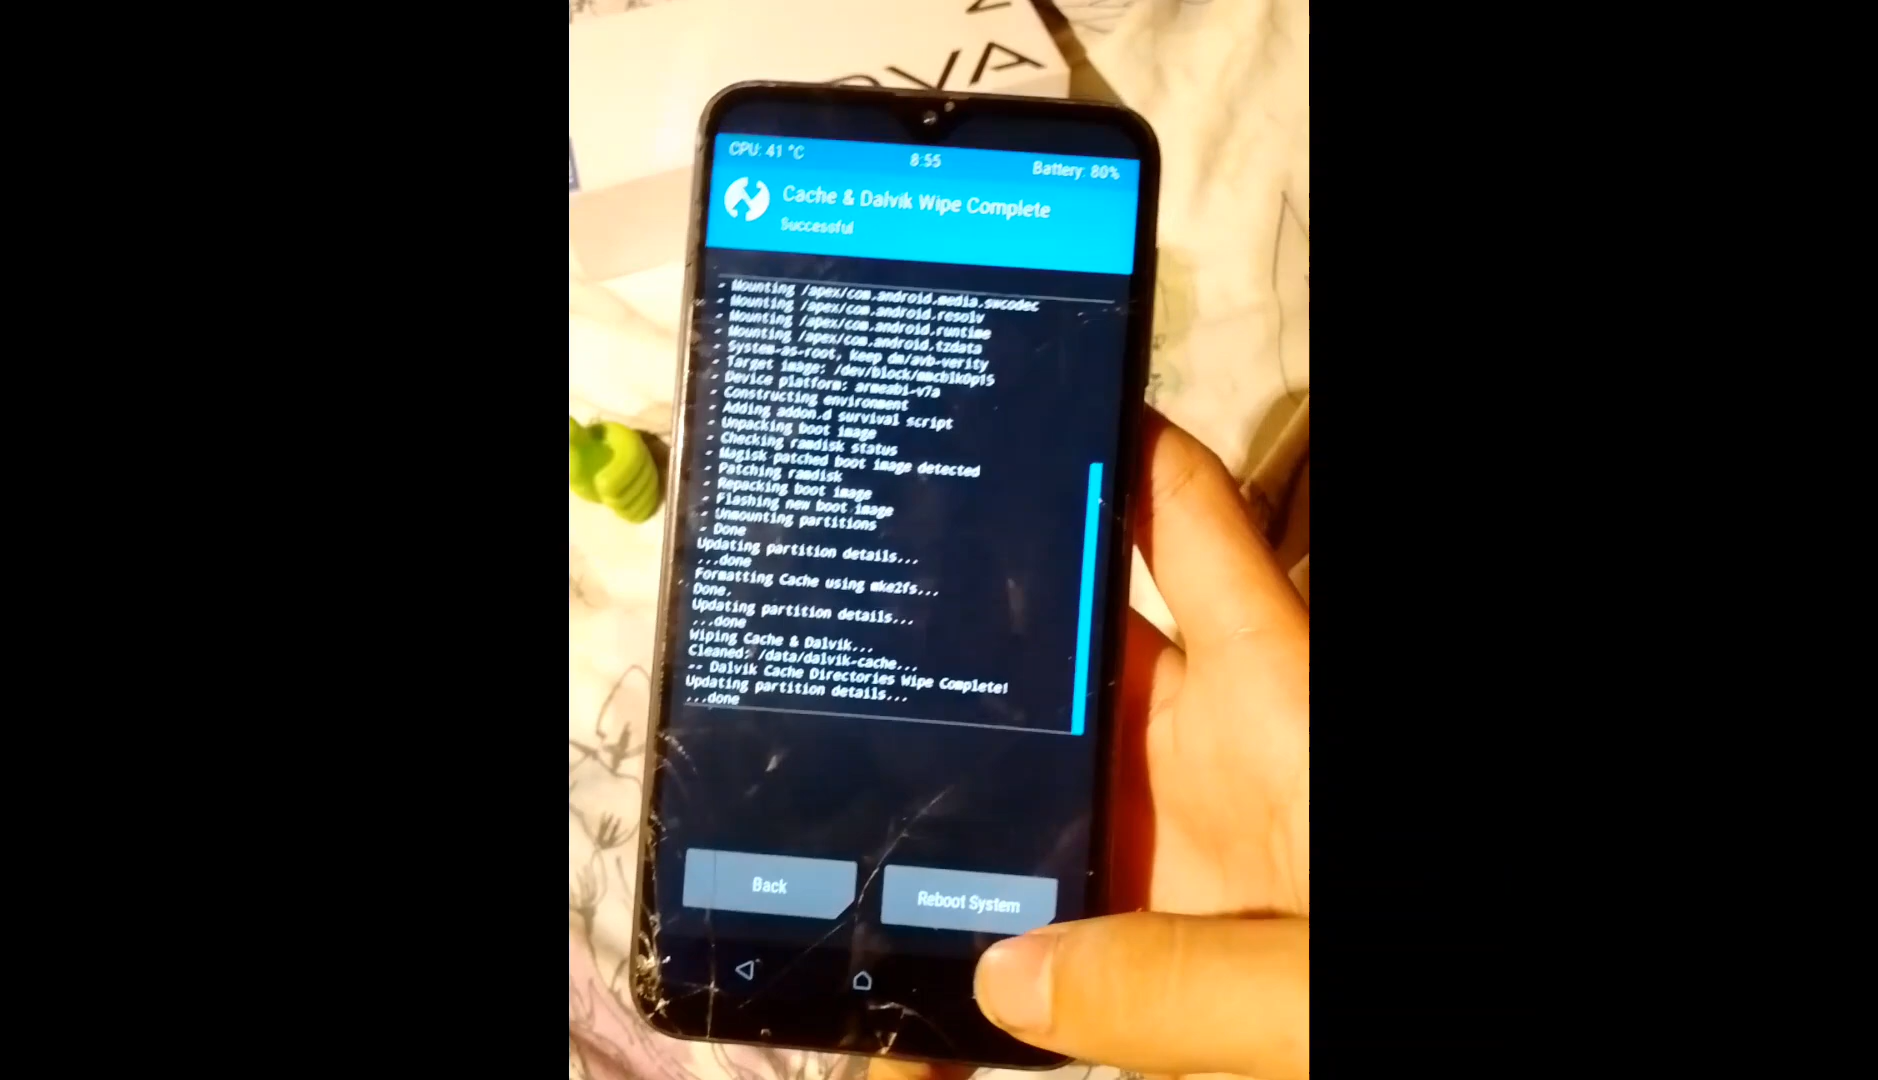 OVA
CPU: 41 °C
8:55
Battery: 80%
Cache & Dalvik Wipe Complete
Successful
- Mounting /apex/com.android.media.swcodec
- Mounting /apex/com.android.resolv
- Mounting /apex/com.android.runtime
- Mounting /apex/com.android.tzdata
- System-as-root, keep dm/avb-verity
- Target image: /dev/block/mmcblk0p15
- Device platform: armeabi-v7a
- Constructing environment
- Adding addon.d survival script
- Unpacking boot image
- Checking ramdisk status
- Magisk patched boot image detected
- Patching ramdisk
- Repacking boot image
- Flashing new boot image
- Unmounting partitions
- Done
Updating partition details...
...done
Formatting Cache using mke2fs...
Done.
Updating partition details...
...done
Wiping Cache & Dalvik...
Cleaned: /data/dalvik-cache...
-- Dalvik Cache Directories Wipe Complete!
Updating partition details...
...done
Back
Reboot System